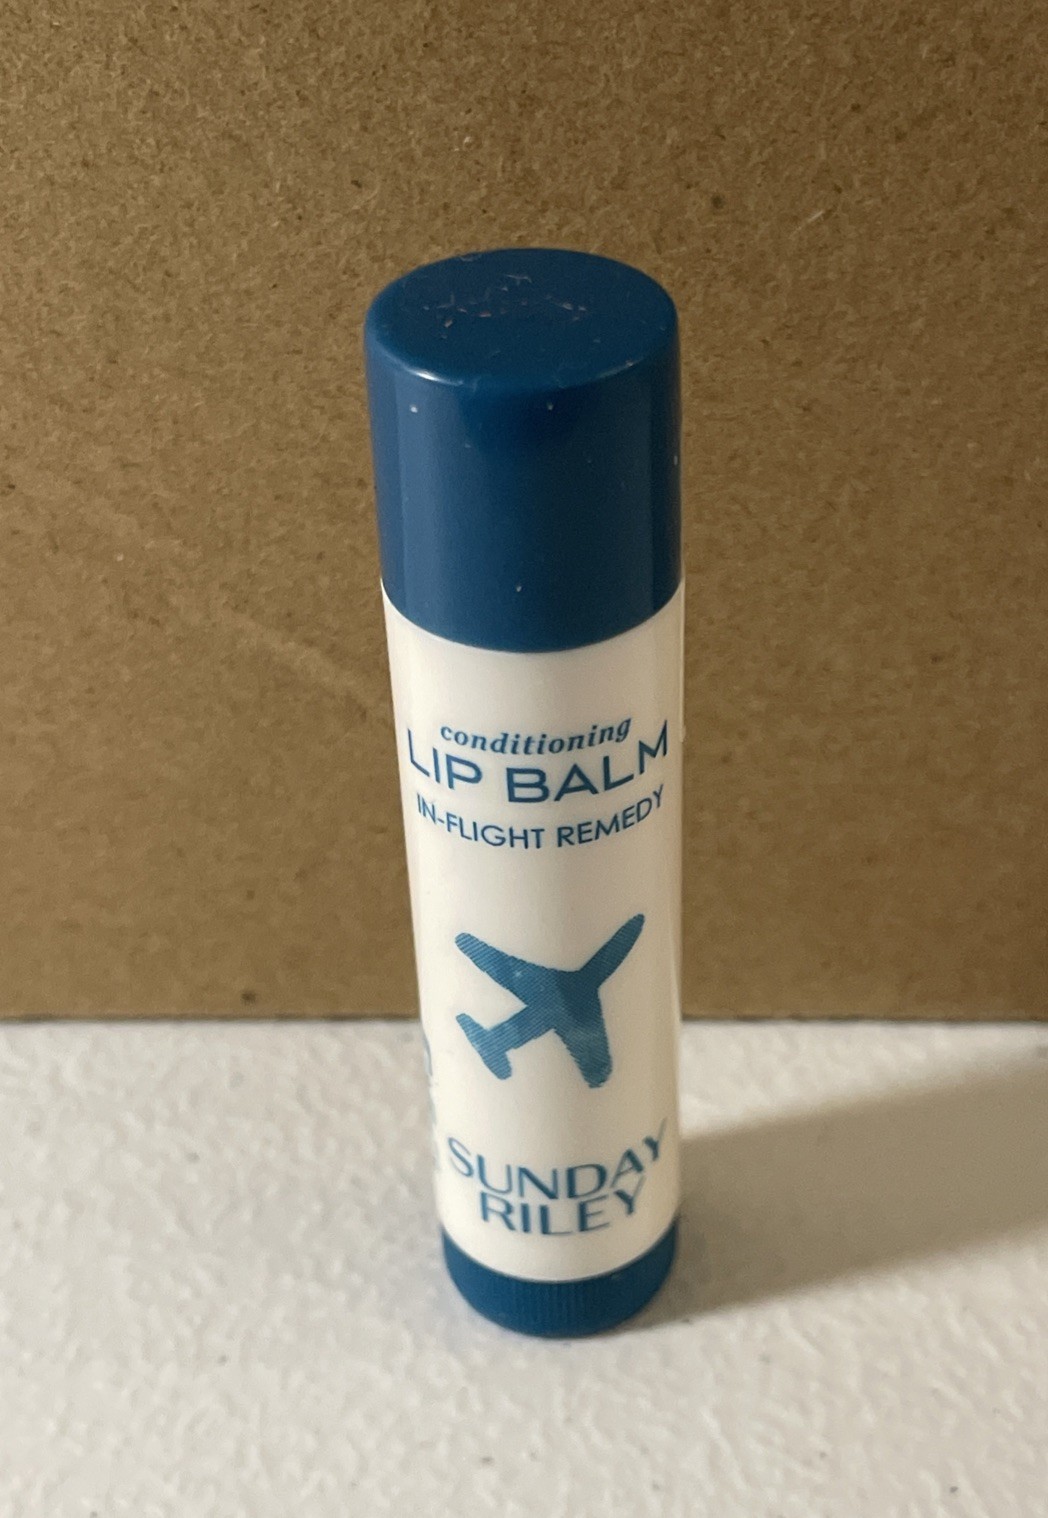 conditioning
LIP BALM
IN-FLIGHT REMEDY
SUNDAY
RILEY